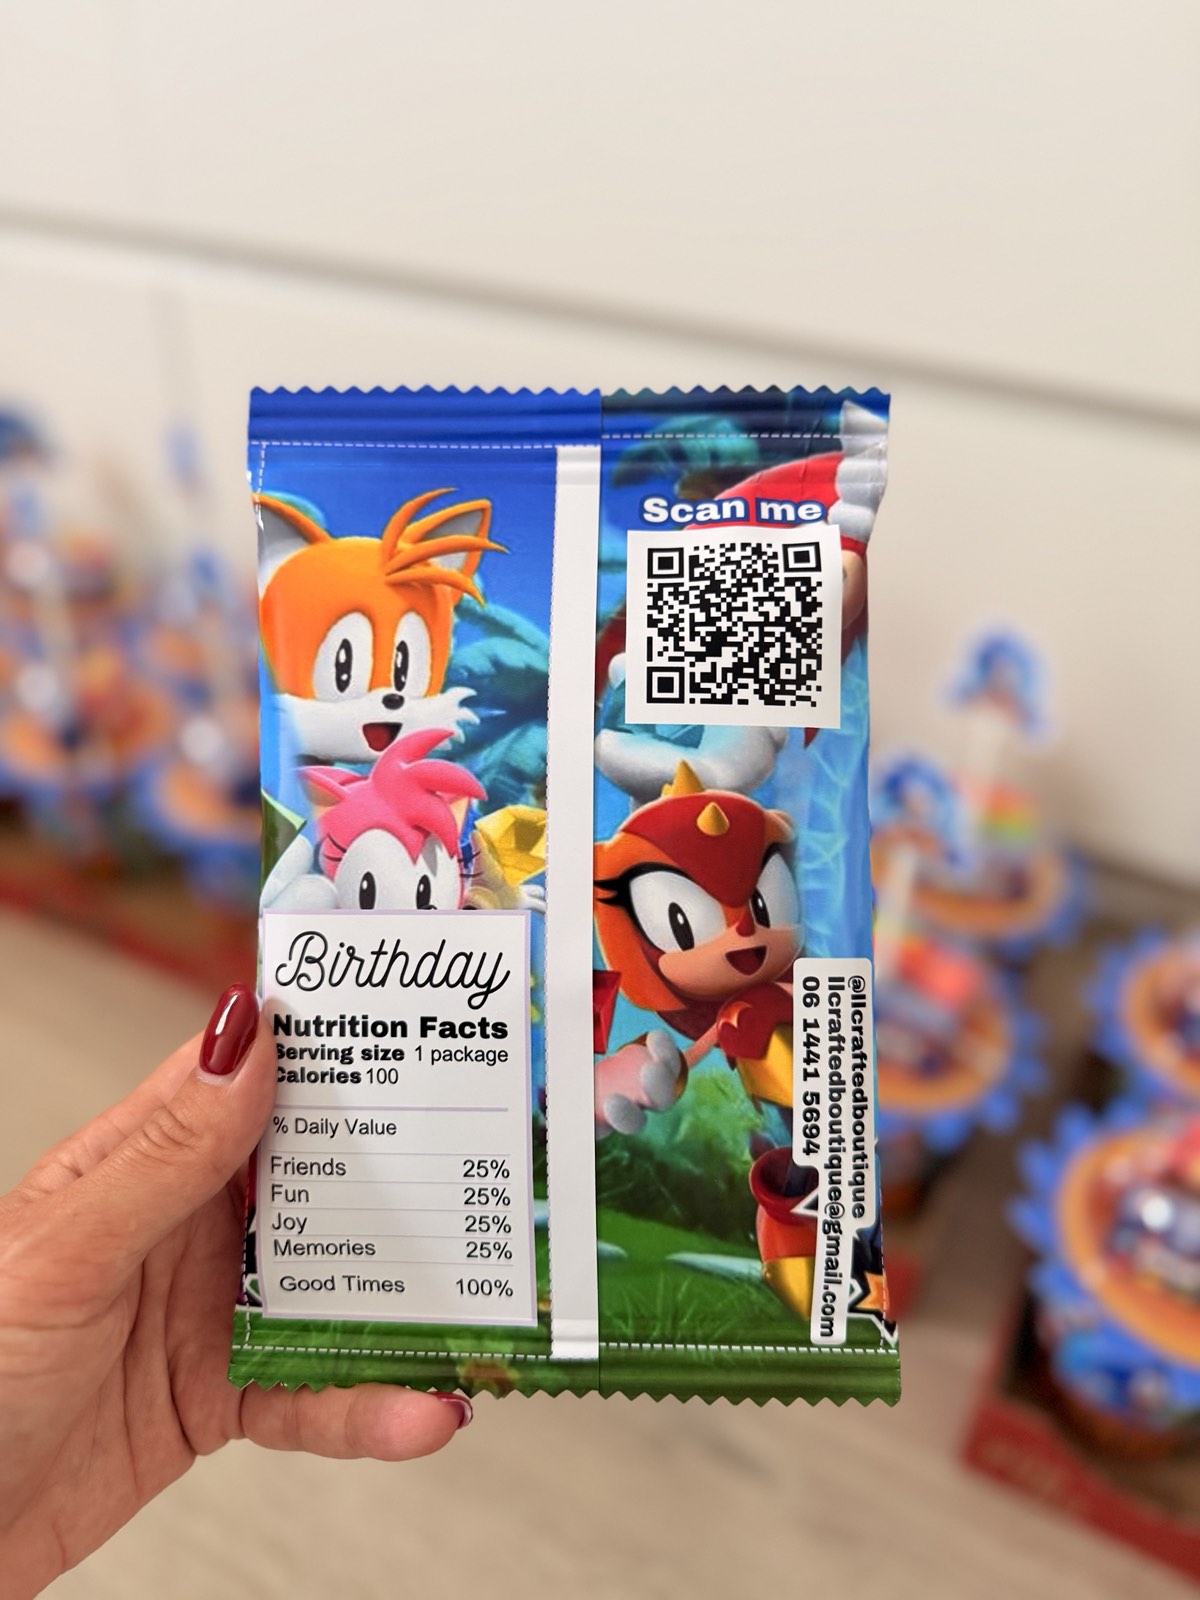 Scan me
Birthday
Nutrition Facts
Serving size 1 package
Calories 100
% Daily Value
Friends 25%
Fun 25%
Joy 25%
Memories 25%
Good Times 100%
@llcraftedboutique
llcraftedboutique@gmail.com
06 1441 5694